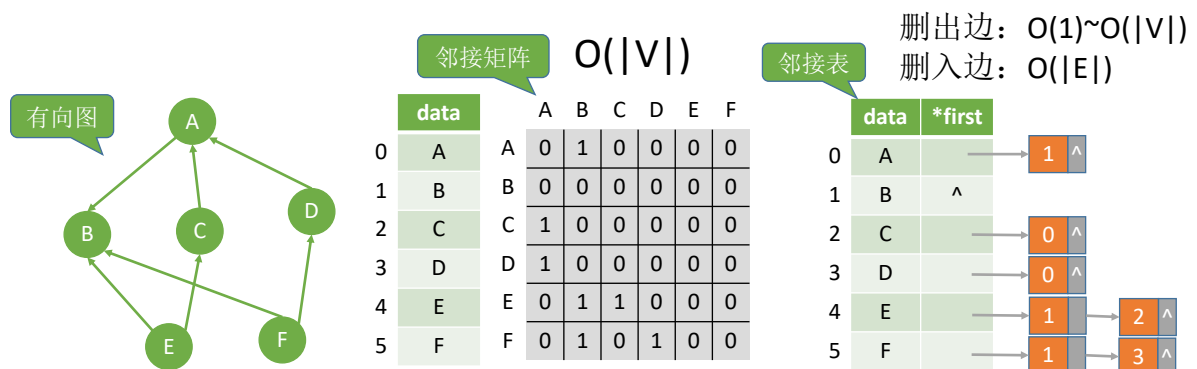 删出边：O(1)~O(|V|)
删入边：O(|E|)
邻接矩阵
O(|V|)
邻接表
有向图
A
B
C
D
E
F
data
0 A
1 B
2 C
3 D
4 E
5 F
A B C D E F
A 0 1 0 0 0 0
B 0 0 0 0 0 0
C 1 0 0 0 0 0
D 1 0 0 0 0 0
E 0 1 1 0 0 0
F 0 1 0 1 0 0
data *first
0 A 1 ^
1 B ^
2 C 0 ^
3 D 0 ^
4 E 1 2 ^
5 F 1 3 ^